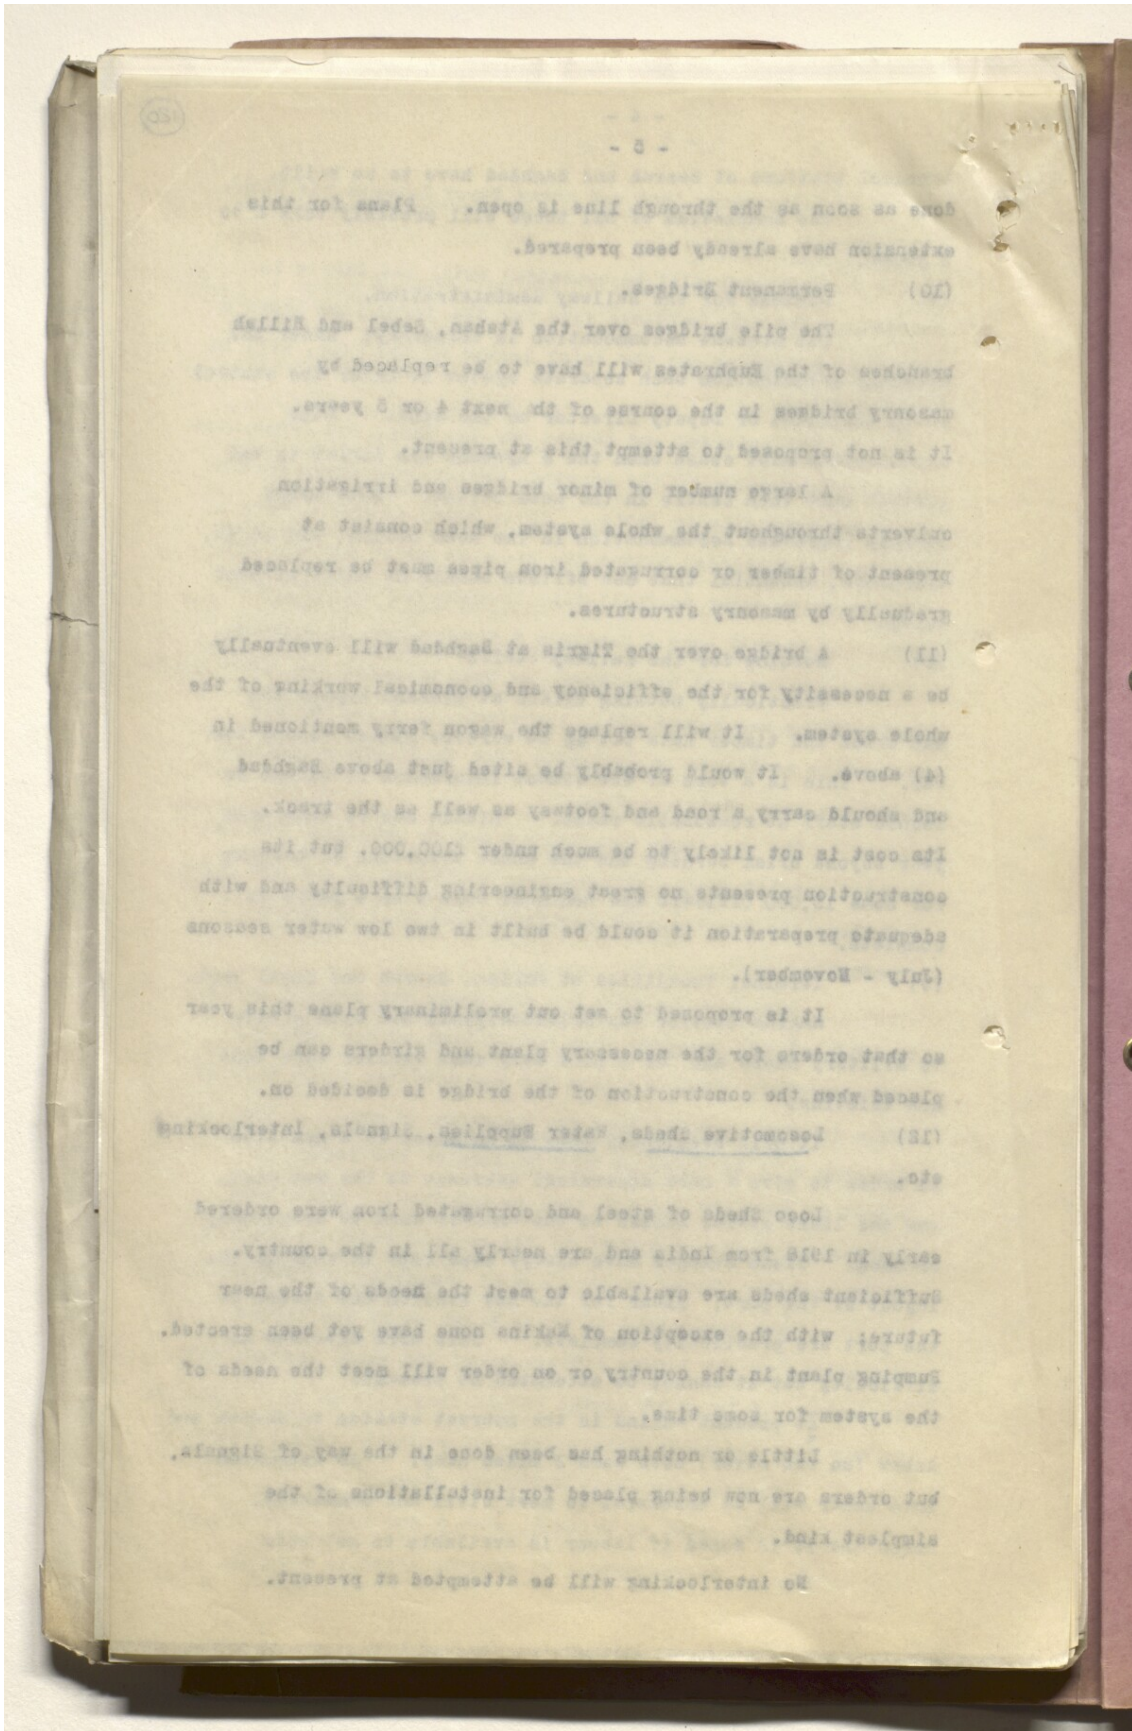 - 5 -
done as soon as the through line is open. Plans for this
extension have already been prepared.
(10) Permanent Bridges.
The pile bridges over the Atshan, Sebel and Hillah
branches of the Euphrates will have to be replaced by
masonry bridges in the course of th next 4 or 5 years.
It is not proposed to attempt this at present.
A large number of minor bridges and irrigation
culverts throughout the whole system, which consist at
present of timber or corrugated iron pipes must be replaced
gradually by masonry structures.
(11) A bridge over the Tigris at Baghdad will eventually
be a necessity for the efficiency and economical working of the
whole system. It will replace the wagon ferry mentioned in
(4) above. It would probably be sited just above Baghdad
and should carry a road and footway as well as the track.
Its cost is not likely to be much under £100,000, but its
construction presents no great engineering difficulty and with
adequate preparation it could be built in two low water seasons
(July - November).
It is proposed to set out preliminary plans this year
so that orders for the necessary plant and girders can be
placed when the construction of the bridge is decided on.
(12) Locomotive Sheds, Water Supplies, Signals, Interlocking
etc.
Loco Sheds of steel and corrugated iron were ordered
early in 1918 from India and are nearly all in the country.
Sufficient sheds are available to meet the needs of the near
future; with the exception of Makina none have yet been erected.
Pumping plant in the country or on order will meet the needs of
the system for some time.
Little or nothing has been done in the way of Signals,
but orders are now being placed for installations of the
simplest kind.
No interlocking will be attempted at present.